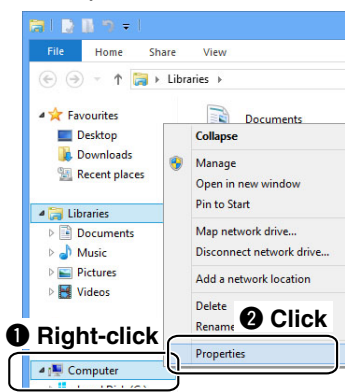 File Home Share View
Libraries
Favourites
Desktop
Downloads
Recent places
Libraries
Documents
Music
Pictures
Videos
Documents
Collapse
Manage
Open in new window
Pin to Start
Map network drive...
Disconnect network drive...
Add a network location
Delete
Rename
❷ Click
Properties
❶ Right-click
Computer